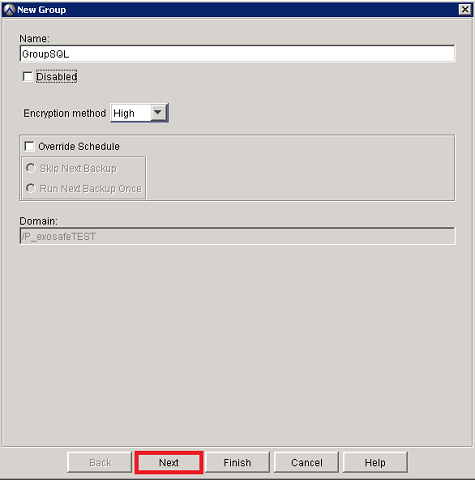 New Group
Name:
GroupSQL
Disabled
Encryption method High
Override Schedule
Skip Next Backup
Run Next Backup Once
Domain:
/P_exosafeTEST
Back Next Finish Cancel Help